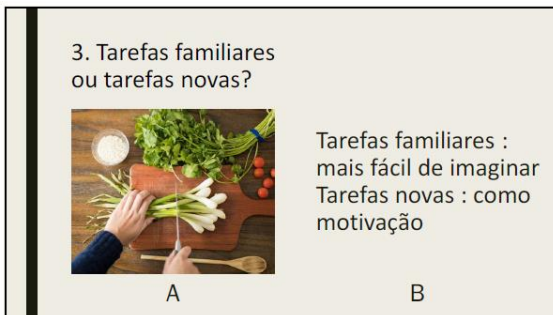 3. Tarefas familiares
ou tarefas novas?
Tarefas familiares :
mais fácil de imaginar
Tarefas novas : como
motivação
A
B